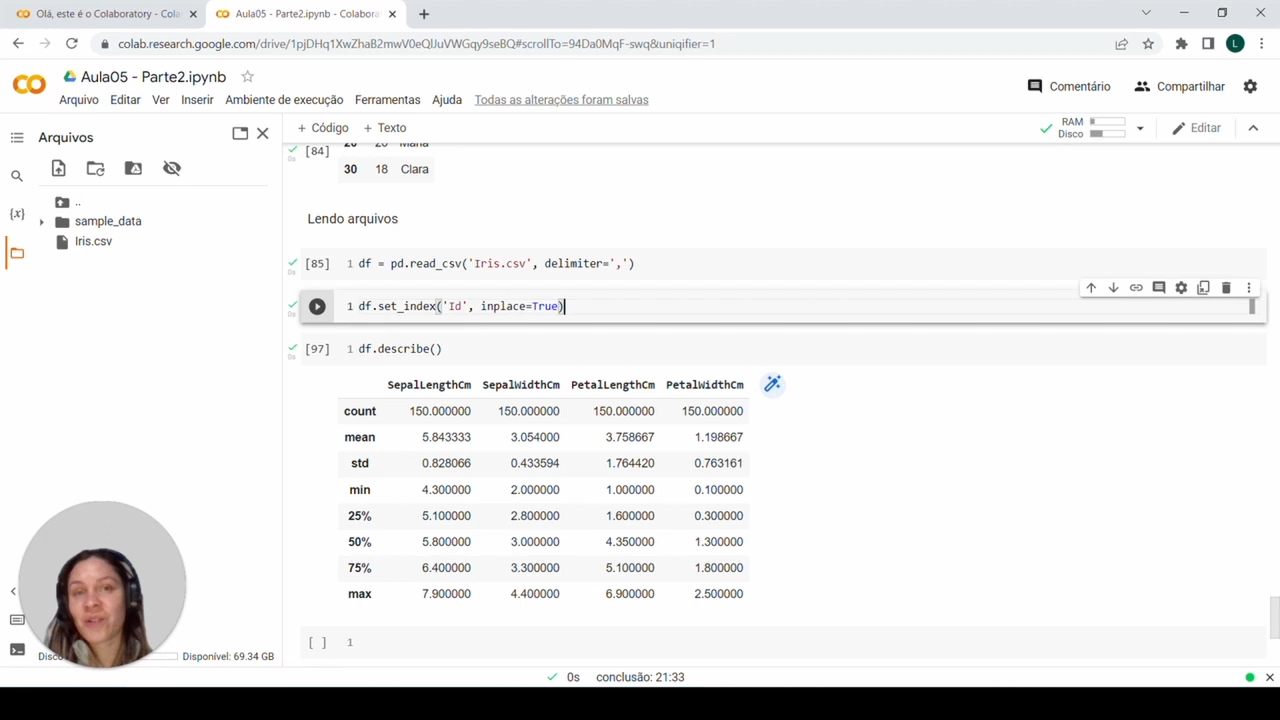 Olá, este é o Colaboratory - Cola
Aula05 - Parte2.ipynb - Colabora
colab.research.google.com/drive/1pjDHq1XwZhaB2mwV0eQlJuVWGqy9seBQ#scrollTo=94Da0MqF-swq&uniqifier=1
L
Aula05 - Parte2.ipynb
Comentário
Compartilhar
Arquivo Editar Ver Inserir Ambiente de execução Ferramentas Ajuda Todas as alterações foram salvas
Arquivos
+ Código + Texto
RAM
Disco
Editar
..
sample_data
Iris.csv
[84]
20 Maria
30 18 Clara
Lendo arquivos
0s [85] 1 df = pd.read_csv('Iris.csv', delimiter=',')
0s 1 df.set_index('Id', inplace=True)
0s [97] 1 df.describe()
SepalLengthCm SepalWidthCm PetalLengthCm PetalWidthCm
count 150.000000 150.000000 150.000000 150.000000
mean 5.843333 3.054000 3.758667 1.198667
std 0.828066 0.433594 1.764420 0.763161
min 4.300000 2.000000 1.000000 0.100000
25% 5.100000 2.800000 1.600000 0.300000
50% 5.800000 3.000000 4.350000 1.300000
75% 6.400000 3.300000 5.100000 1.800000
max 7.900000 4.400000 6.900000 2.500000
[ ] 1
Disponível: 69.34 GB
0s conclusão: 21:33